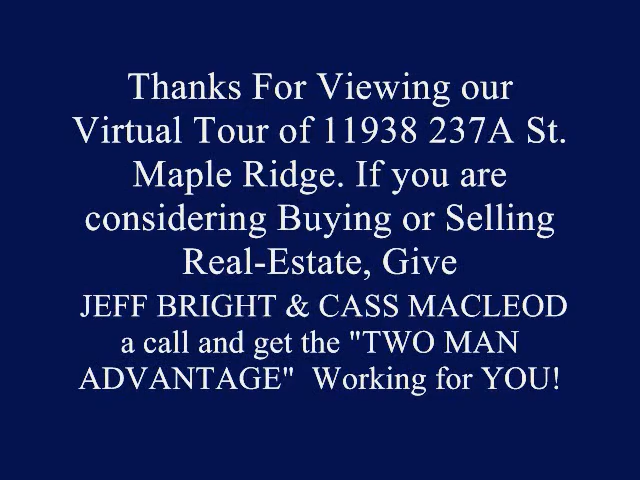 Thanks For Viewing our
Virtual Tour of 11938 237A St.
Maple Ridge. If you are
considering Buying or Selling
Real-Estate, Give
JEFF BRIGHT & CASS MACLEOD
a call and get the "TWO MAN
ADVANTAGE"  Working for YOU!